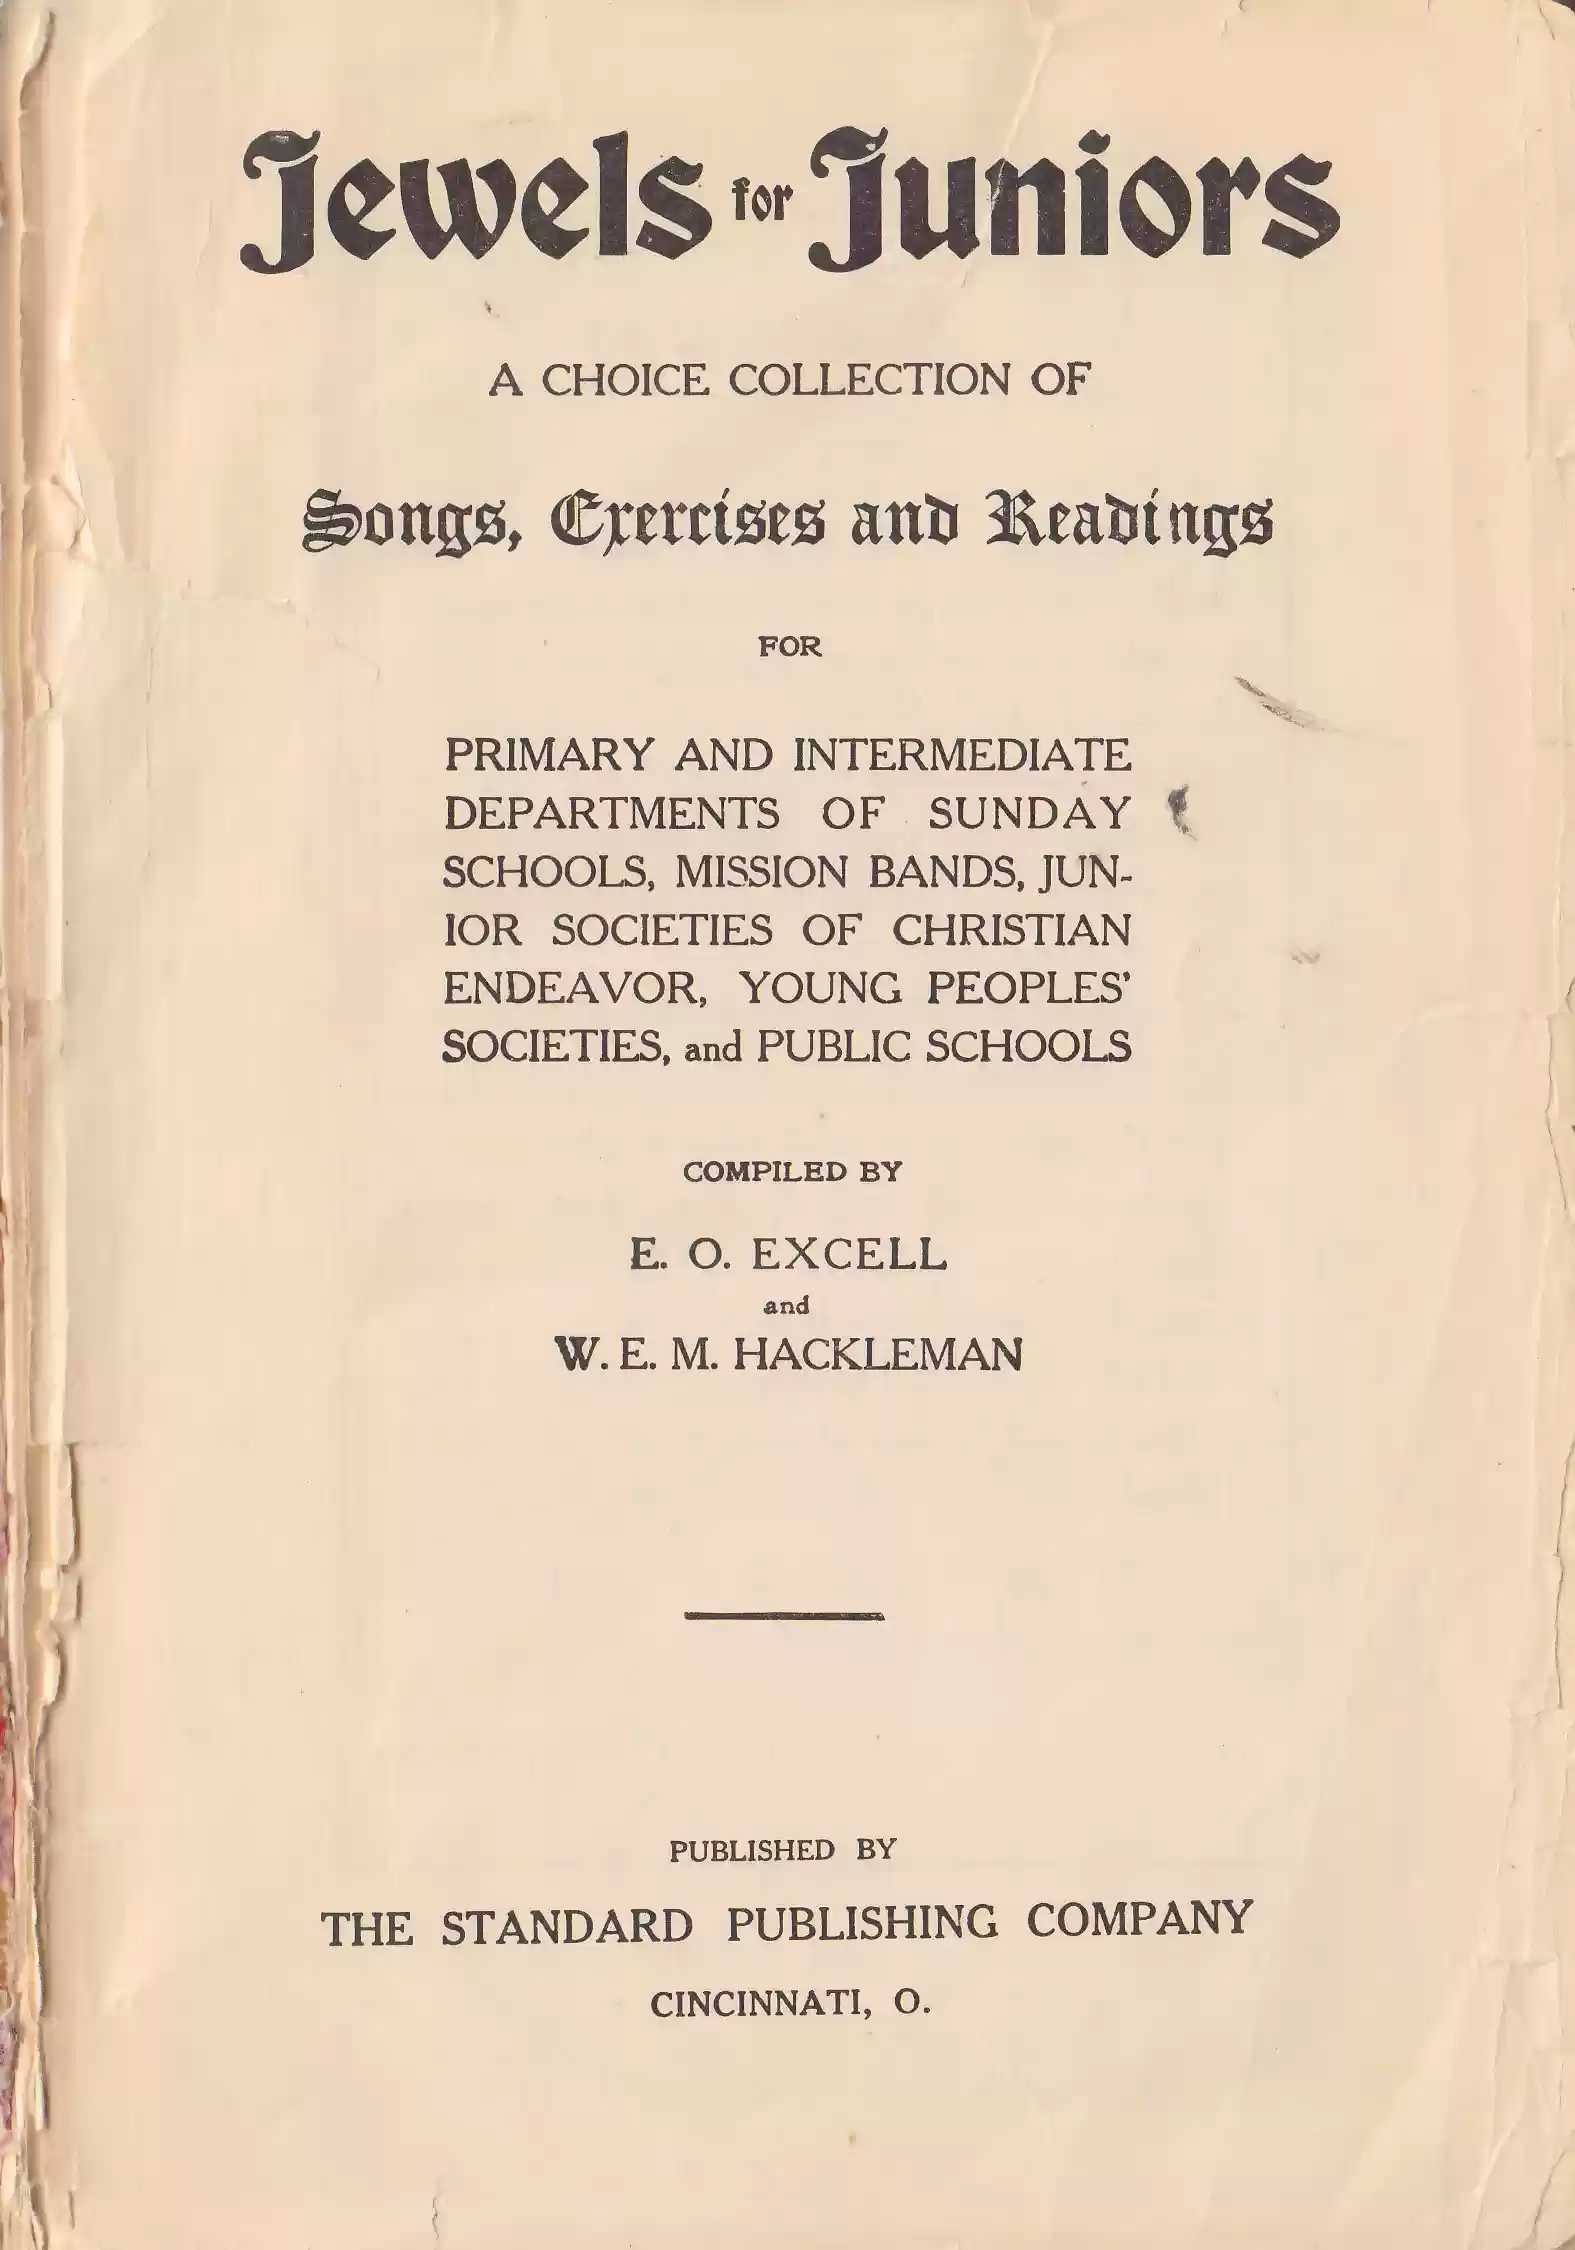 Jewels for Juniors
A CHOICE COLLECTION OF
Songs, Exercises and Readings
FOR
PRIMARY AND INTERMEDIATE
DEPARTMENTS OF SUNDAY
SCHOOLS, MISSION BANDS, JUN-
IOR SOCIETIES OF CHRISTIAN
ENDEAVOR, YOUNG PEOPLES'
SOCIETIES, and PUBLIC SCHOOLS
COMPILED BY
E. O. EXCELL
and
W. E. M. HACKLEMAN
PUBLISHED BY
THE STANDARD PUBLISHING COMPANY
CINCINNATI, O.